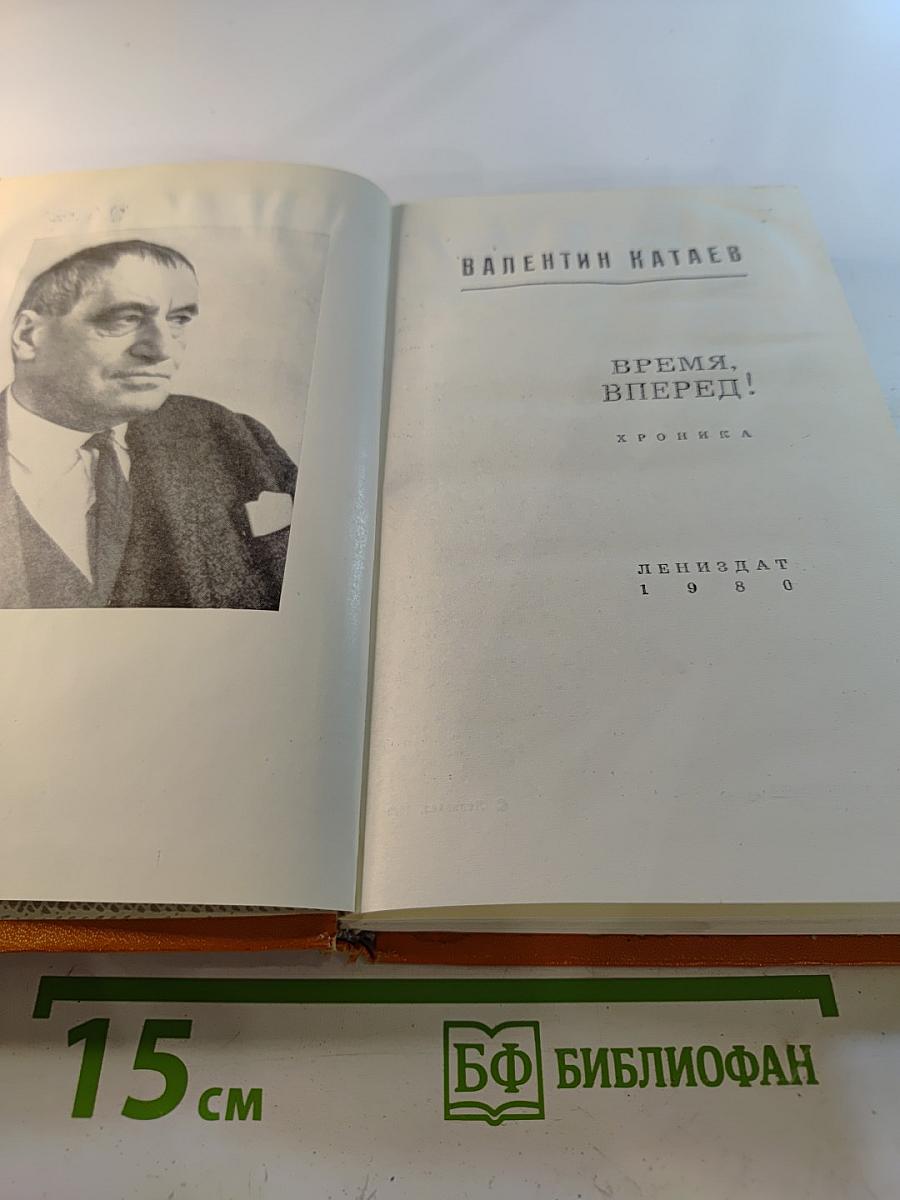 ВАЛЕНТИН КАТАЕВ
ВРЕМЯ,
ВПЕРЕД!
ХРОНИКА
ЛЕНИЗДАТ
1980
15 см
БФ БИБЛИОФАН